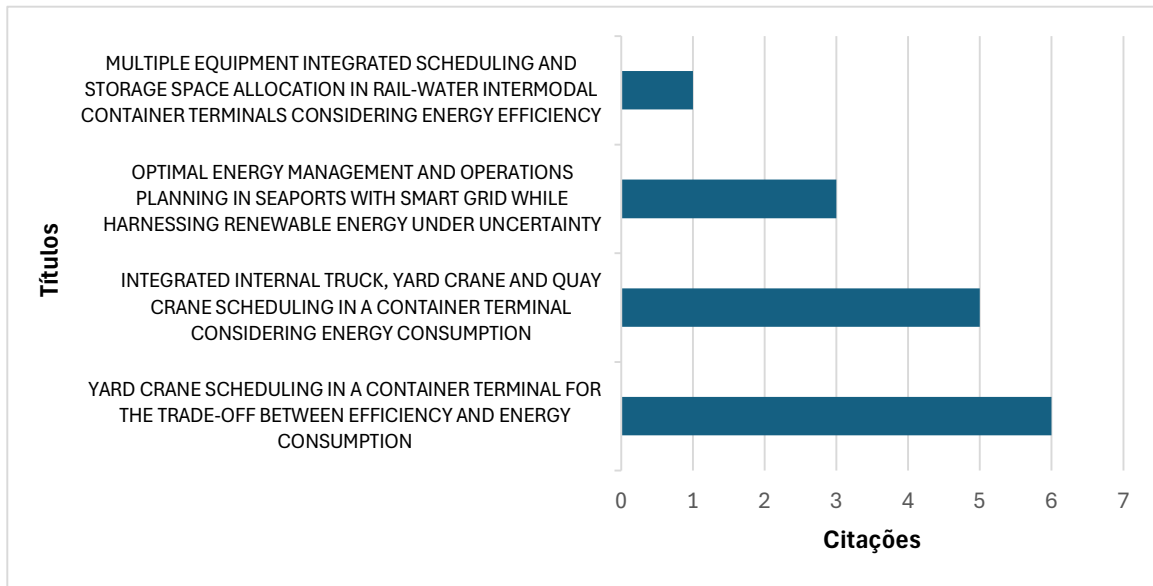 MULTIPLE EQUIPMENT INTEGRATED SCHEDULING AND
STORAGE SPACE ALLOCATION IN RAIL-WATER INTERMODAL
CONTAINER TERMINALS CONSIDERING ENERGY EFFICIENCY
OPTIMAL ENERGY MANAGEMENT AND OPERATIONS
PLANNING IN SEAPORTS WITH SMART GRID WHILE
HARNESSING RENEWABLE ENERGY UNDER UNCERTAINTY
Títulos
INTEGRATED INTERNAL TRUCK, YARD CRANE AND QUAY
CRANE SCHEDULING IN A CONTAINER TERMINAL
CONSIDERING ENERGY CONSUMPTION
YARD CRANE SCHEDULING IN A CONTAINER TERMINAL FOR
THE TRADE-OFF BETWEEN EFFICIENCY AND ENERGY
CONSUMPTION
0 1 2 3 4 5 6 7
Citações